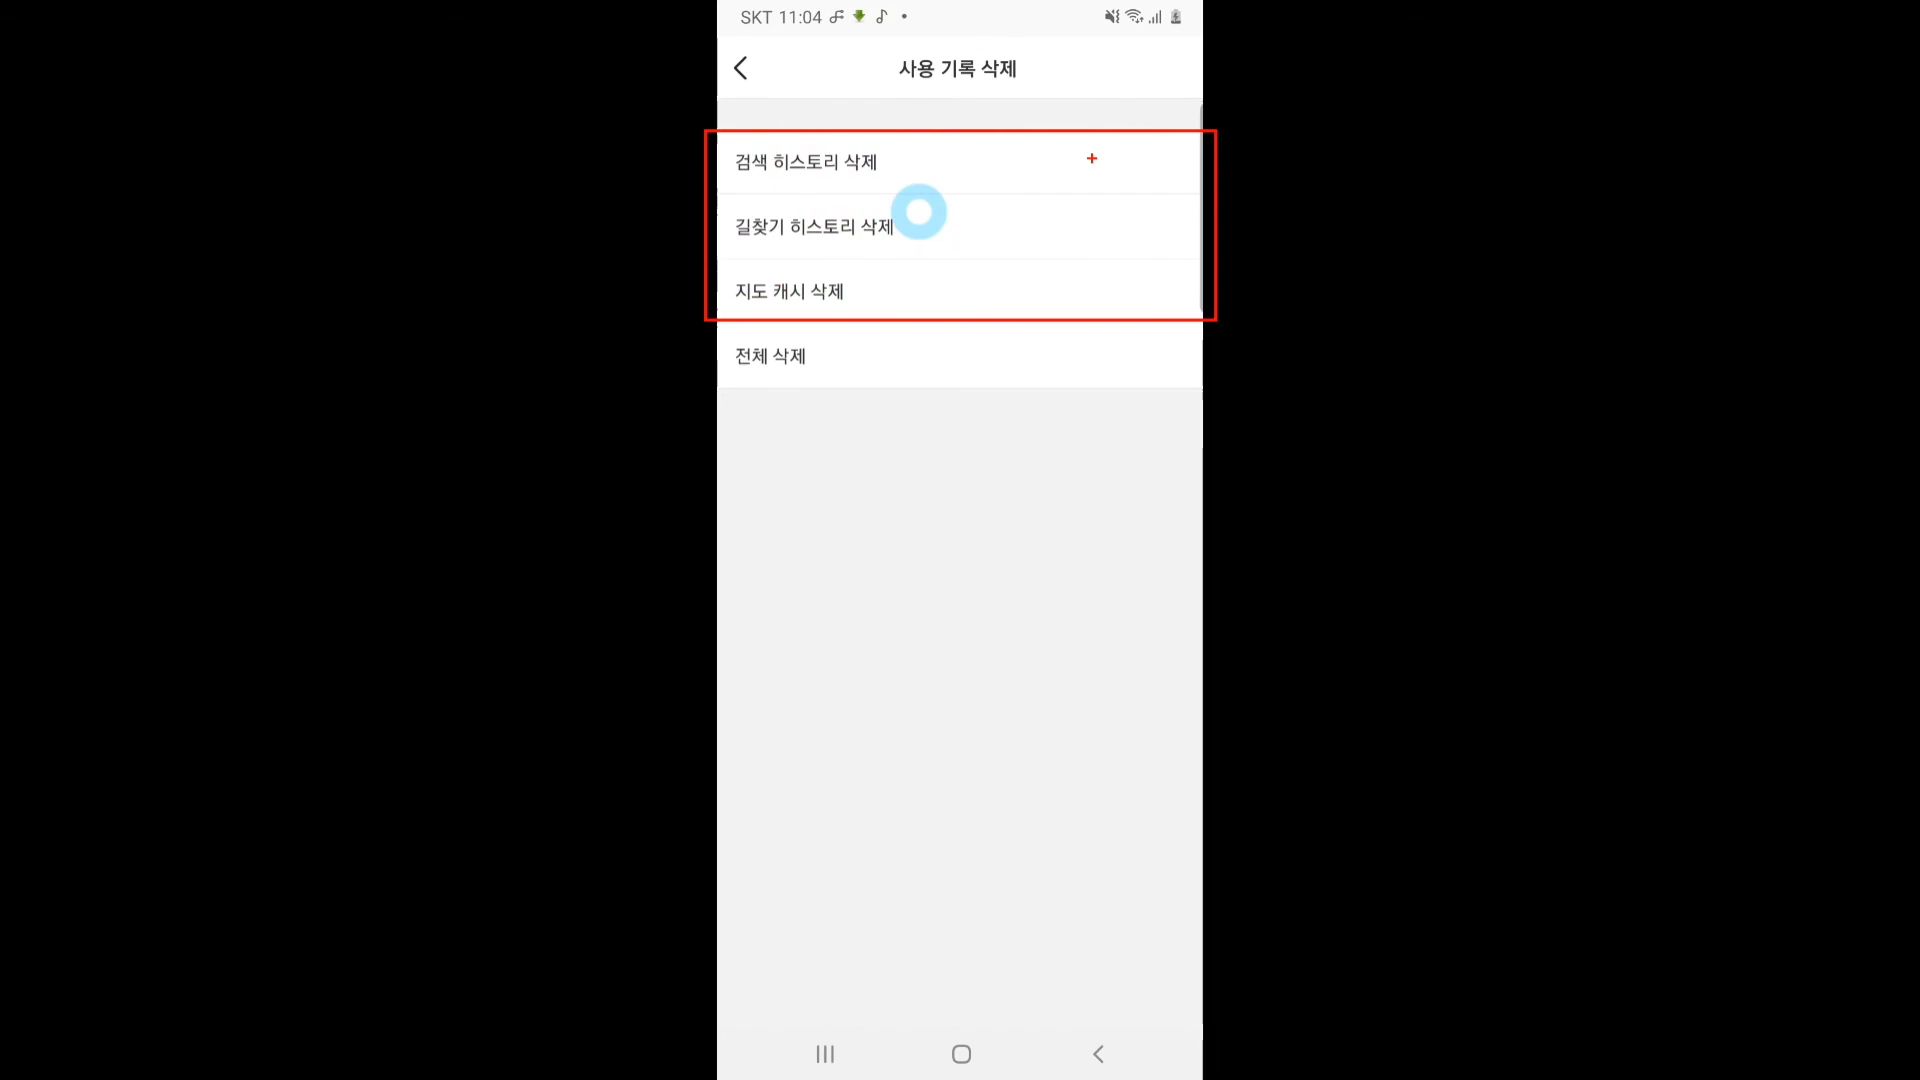 SKT 11:04
사용 기록 삭제
검색 히스토리 삭제
길찾기 히스토리 삭제
지도 캐시 삭제
전체 삭제